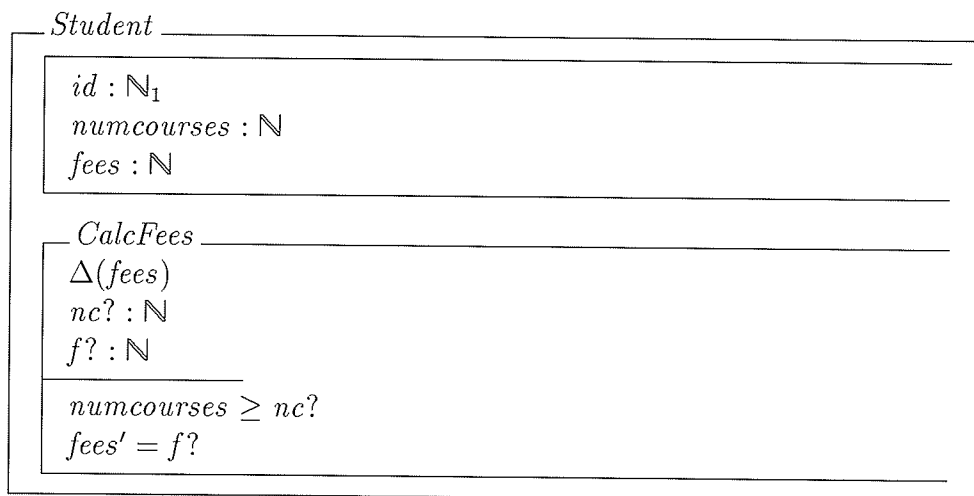 Student
id : ℕ₁
numcourses : ℕ
fees : ℕ
CalcFees
Δ(fees)
nc? : ℕ
f? : ℕ
numcourses ≥ nc?
fees′ = f?